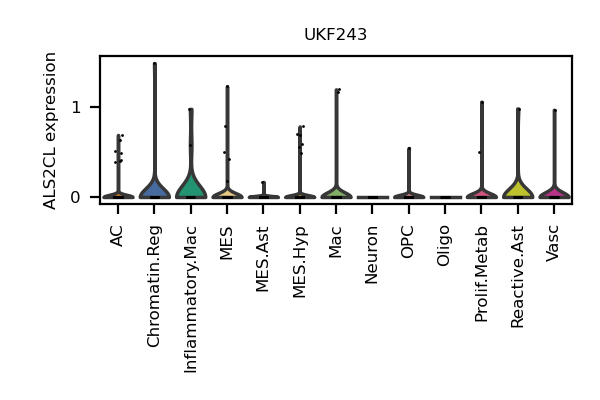 UKF243
ALS2CL expression
1
0
AC
Chromatin.Reg
Inflammatory.Mac
MES
MES.Ast
MES.Hyp
Mac
Neuron
OPC
Oligo
Prolif.Metab
Reactive.Ast
Vasc